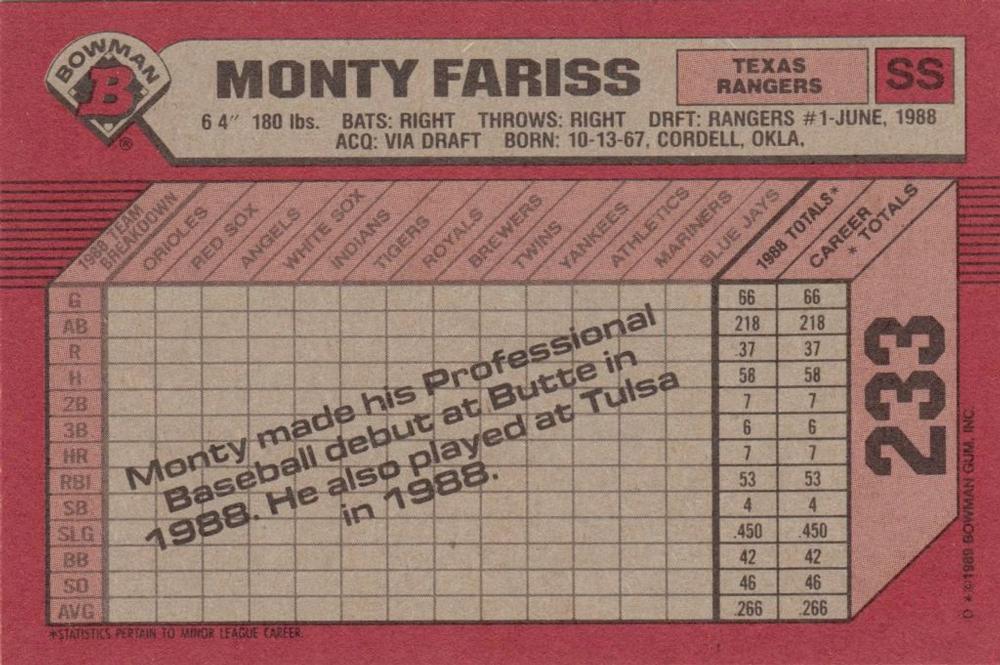 BOWMAN
B
®
MONTY FARISS
TEXAS
RANGERS
SS
6 4" 180 lbs. BATS: RIGHT THROWS: RIGHT DRFT: RANGERS #1-JUNE, 1988
ACQ: VIA DRAFT BORN: 10-13-67, CORDELL, OKLA.
1988 TEAM
BREAKDOWN
ORIOLES
RED SOX
ANGELS
WHITE SOX
INDIANS
TIGERS
ROYALS
BREWERS
TWINS
YANKEES
ATHLETICS
MARINERS
BLUE JAYS
1988 TOTALS*
CAREER
* TOTALS
G 66 66
AB 218 218
R 37 37
H 58 58
2B 7 7
3B 6 6
HR 7 7
RBI 53 53
SB 4 4
SLG .450 .450
BB 42 42
SO 46 46
AVG .266 .266
Monty made his Professional
Baseball debut at Butte in
1988. He also played at Tulsa
in 1988.
233
*STATISTICS PERTAIN TO MINOR LEAGUE CAREER.
D *©1989 BOWMAN GUM, INC.